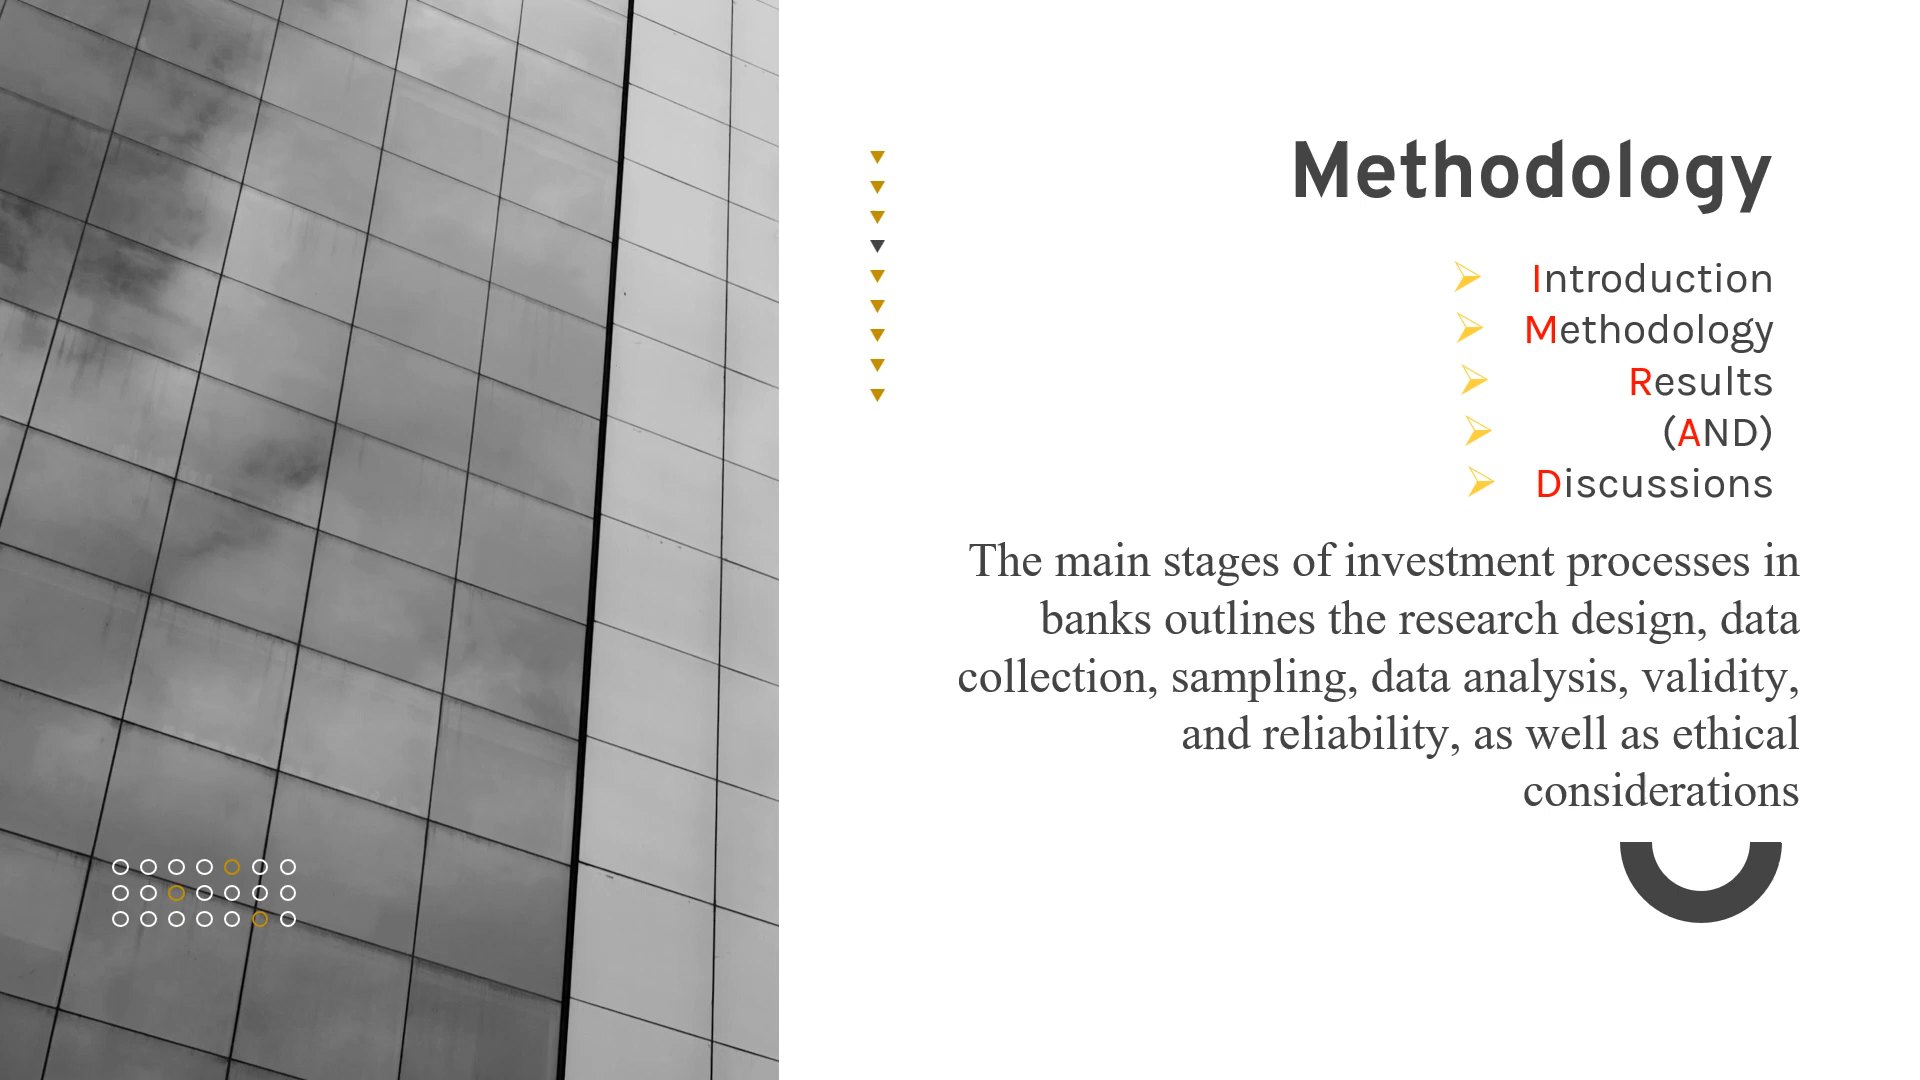 Methodology
Introduction
Methodology
Results
(AND)
Discussions
The main stages of investment processes in
banks outlines the research design, data
collection, sampling, data analysis, validity,
and reliability, as well as ethical
considerations